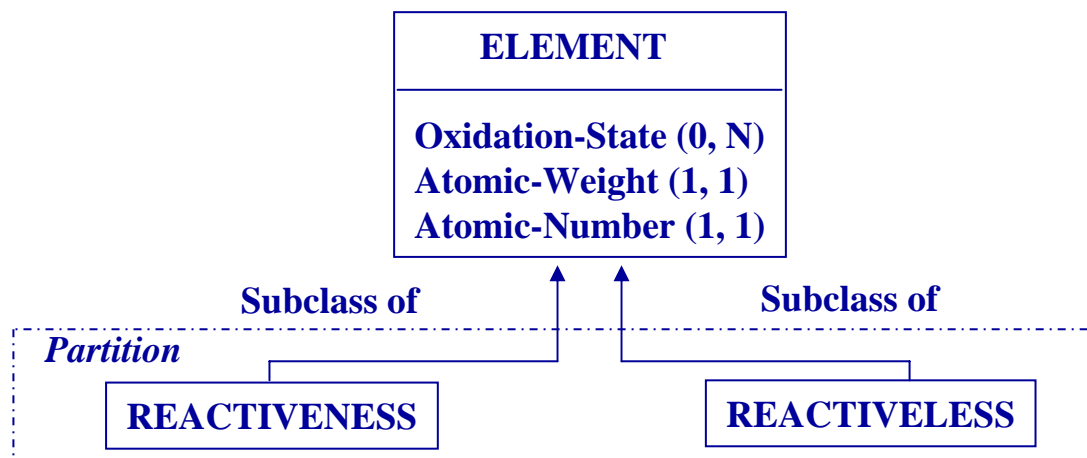 ELEMENT
Oxidation-State (0, N)
Atomic-Weight (1, 1)
Atomic-Number (1, 1)
Subclass of
Subclass of
Partition
REACTIVENESS
REACTIVELESS